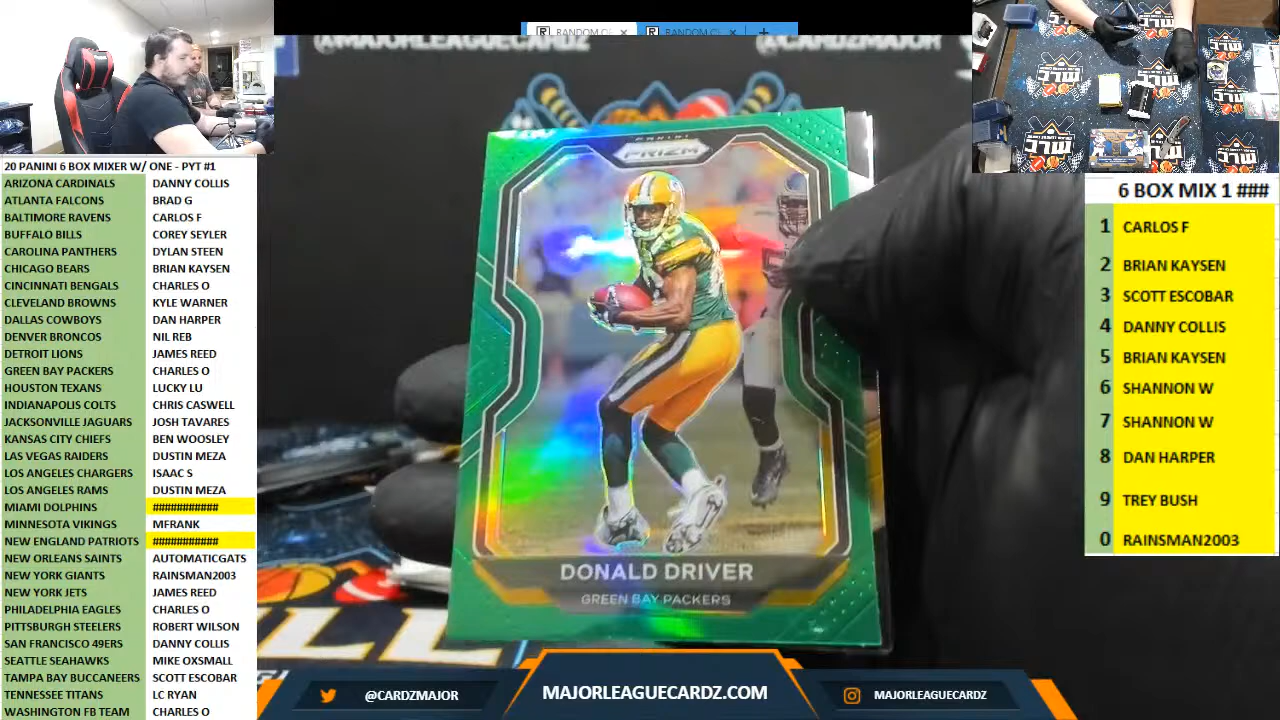 RANDOM
RANDOM
@MAJORLEAGUECARDZ
@CARDZMAJOR
20 PANINI 6 BOX MIXER W/ ONE - PYT #1
ARIZONA CARDINALS DANNY COLLIS
ATLANTA FALCONS BRAD G
BALTIMORE RAVENS CARLOS F
BUFFALO BILLS COREY SEYLER
CAROLINA PANTHERS DYLAN STEEN
CHICAGO BEARS BRIAN KAYSEN
CINCINNATI BENGALS CHARLES O
CLEVELAND BROWNS KYLE WARNER
DALLAS COWBOYS DAN HARPER
DENVER BRONCOS NIL REB
DETROIT LIONS JAMES REED
GREEN BAY PACKERS CHARLES O
HOUSTON TEXANS LUCKY LU
INDIANAPOLIS COLTS CHRIS CASWELL
JACKSONVILLE JAGUARS JOSH TAVARES
KANSAS CITY CHIEFS BEN WOOSLEY
LAS VEGAS RAIDERS DUSTIN MEZA
LOS ANGELES CHARGERS ISAAC S
LOS ANGELES RAMS DUSTIN MEZA
MIAMI DOLPHINS ###########
MINNESOTA VIKINGS MFRANK
NEW ENGLAND PATRIOTS ###########
NEW ORLEANS SAINTS AUTOMATICGATS
NEW YORK GIANTS RAINSMAN2003
NEW YORK JETS JAMES REED
PHILADELPHIA EAGLES CHARLES O
PITTSBURGH STEELERS ROBERT WILSON
SAN FRANCISCO 49ERS DANNY COLLIS
SEATTLE SEAHAWKS MIKE OXSMALL
TAMPA BAY BUCCANEERS SCOTT ESCOBAR
TENNESSEE TITANS LC RYAN
WASHINGTON FB TEAM CHARLES O
PANINI
PRIZM
DONALD DRIVER
GREEN BAY PACKERS
6 BOX MIX 1 ###
1 CARLOS F
2 BRIAN KAYSEN
3 SCOTT ESCOBAR
4 DANNY COLLIS
5 BRIAN KAYSEN
6 SHANNON W
7 SHANNON W
8 DAN HARPER
9 TREY BUSH
0 RAINSMAN2003
@CARDZMAJOR
MAJORLEAGUECARDZ.COM
MAJORLEAGUECARDZ